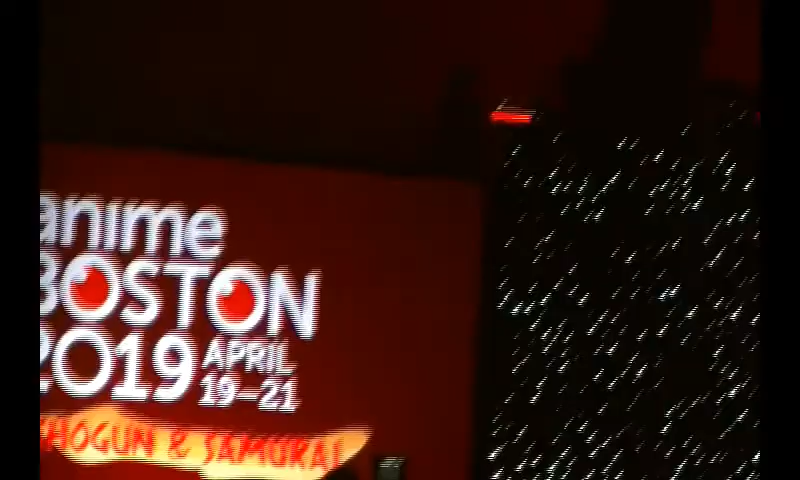 anime
BOSTON
2019 APRIL
19-21
SHOGUN & SAMURAI